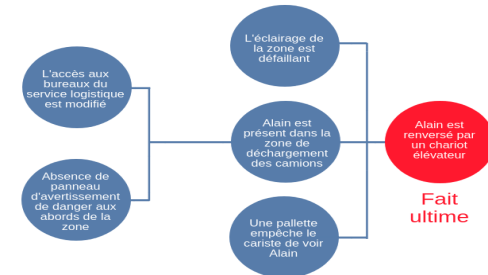 L'accès aux
bureaux du
service logistique
est modifié
Absence de
panneau
d'avertissement
de danger aux
abords de la
zone
L'éclairage de
la zone est
défaillant
Alain est
présent dans la
zone de
déchargement
des camions
Une pallette
empêche le
cariste de voir
Alain
Alain est
renversé par
un chariot
élévateur
Fait
ultime